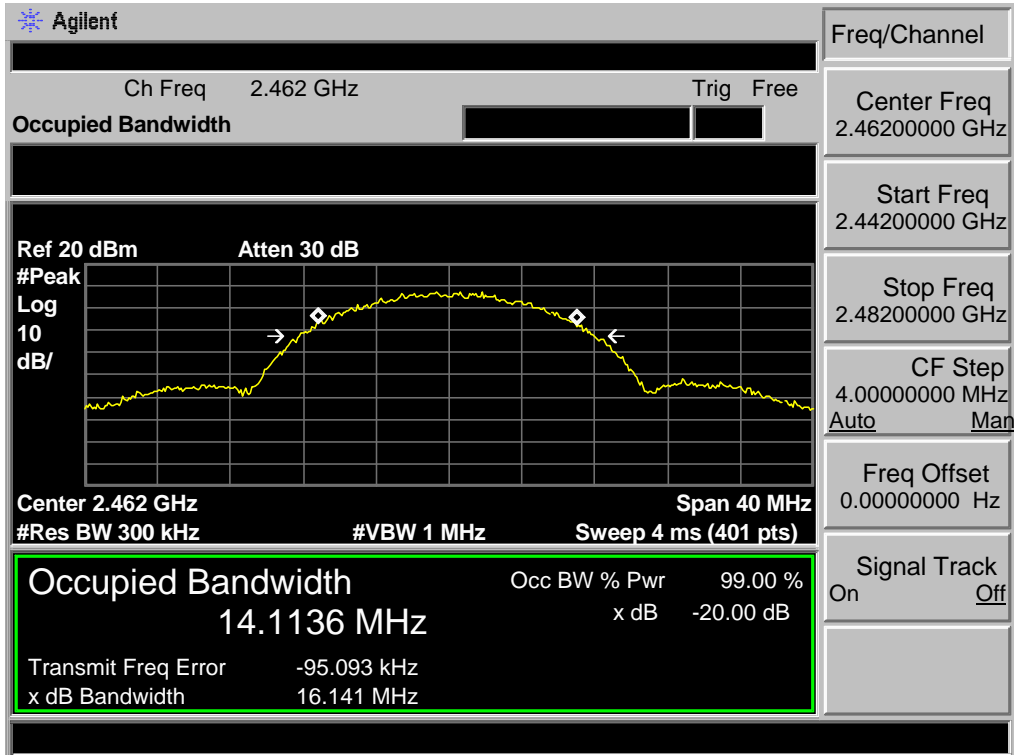 Agilent
Ch Freq 2.462 GHz Trig Free
Occupied Bandwidth
Ref 20 dBm Atten 30 dB
#Peak
Log
10
dB/
Center 2.462 GHz Span 40 MHz
#Res BW 300 kHz #VBW 1 MHz Sweep 4 ms (401 pts)
Occupied Bandwidth Occ BW % Pwr 99.00 %
14.1136 MHz x dB -20.00 dB
Transmit Freq Error -95.093 kHz
x dB Bandwidth 16.141 MHz
Freq/Channel
Center Freq
2.46200000 GHz
Start Freq
2.44200000 GHz
Stop Freq
2.48200000 GHz
CF Step
4.00000000 MHz
Auto Man
Freq Offset
0.00000000 Hz
Signal Track
On Off